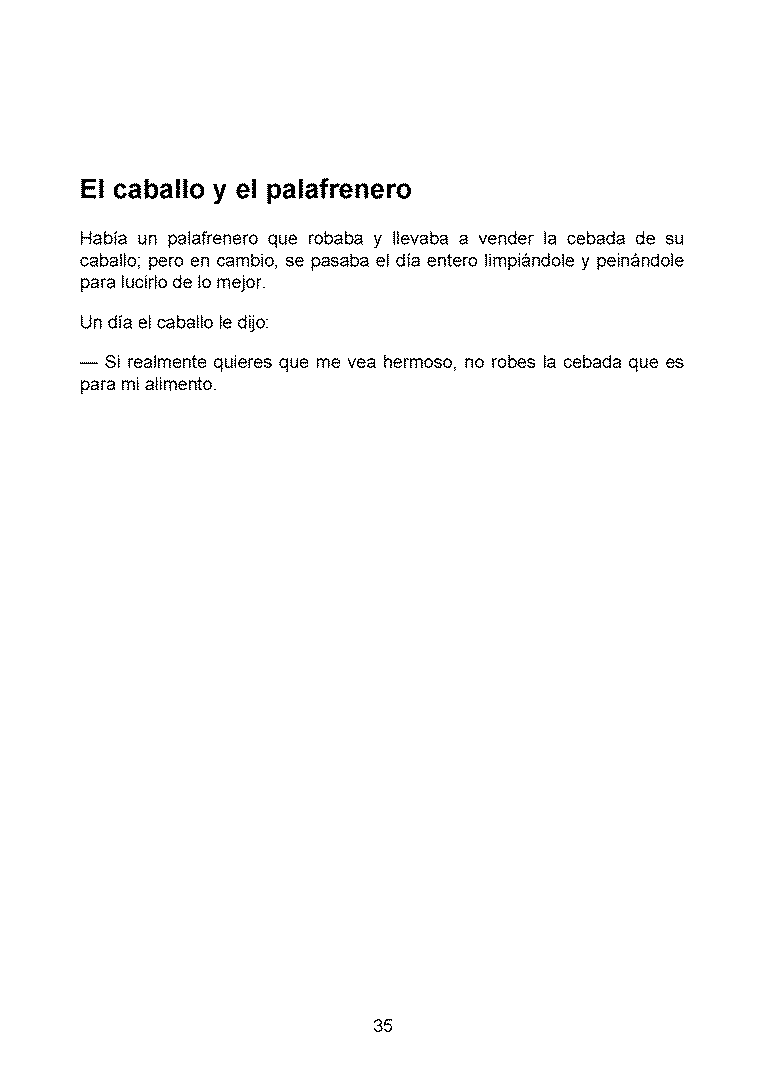 El caballo y el palafrenero
Había un palafrenero que robaba y llevaba a vender la cebada de su
caballo; pero en cambio, se pasaba el día entero limpiándole y peinándole
para lucirlo de lo mejor.
Un día el caballo le dijo:
— Si realmente quieres que me vea hermoso, no robes la cebada que es
para mi alimento.
35